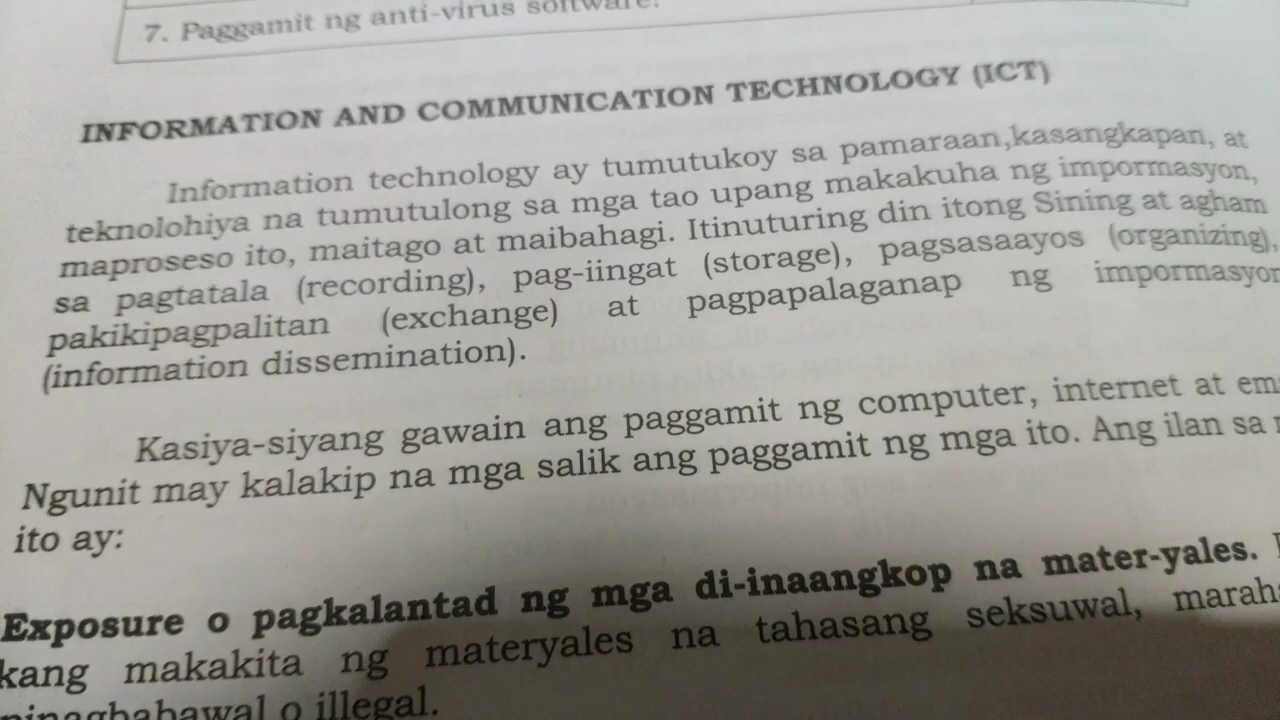 7. Paggamit ng anti-virus software.
INFORMATION AND COMMUNICATION TECHNOLOGY (ICT)
Information technology ay tumutukoy sa pamaraan,kasangkapan, at
teknolohiya na tumutulong sa mga tao upang makakuha ng impormasyon,
maproseso ito, maitago at maibahagi. Itinuturing din itong Sining at agham
sa pagtatala (recording), pag-iingat (storage), pagsasaayos (organizing),
pakikipagpalitan (exchange) at pagpapalaganap ng impormasyon
(information dissemination).
Kasiya-siyang gawain ang paggamit ng computer, internet at
Ngunit may kalakip na mga salik ang paggamit ng mga ito. Ang ilan sa
ito ay:
Exposure o pagkalantad ng mga di-inaangkop na mater-yales.
kang makakita ng materyales na tahasang seksuwal,
pinagbabawal o illegal.